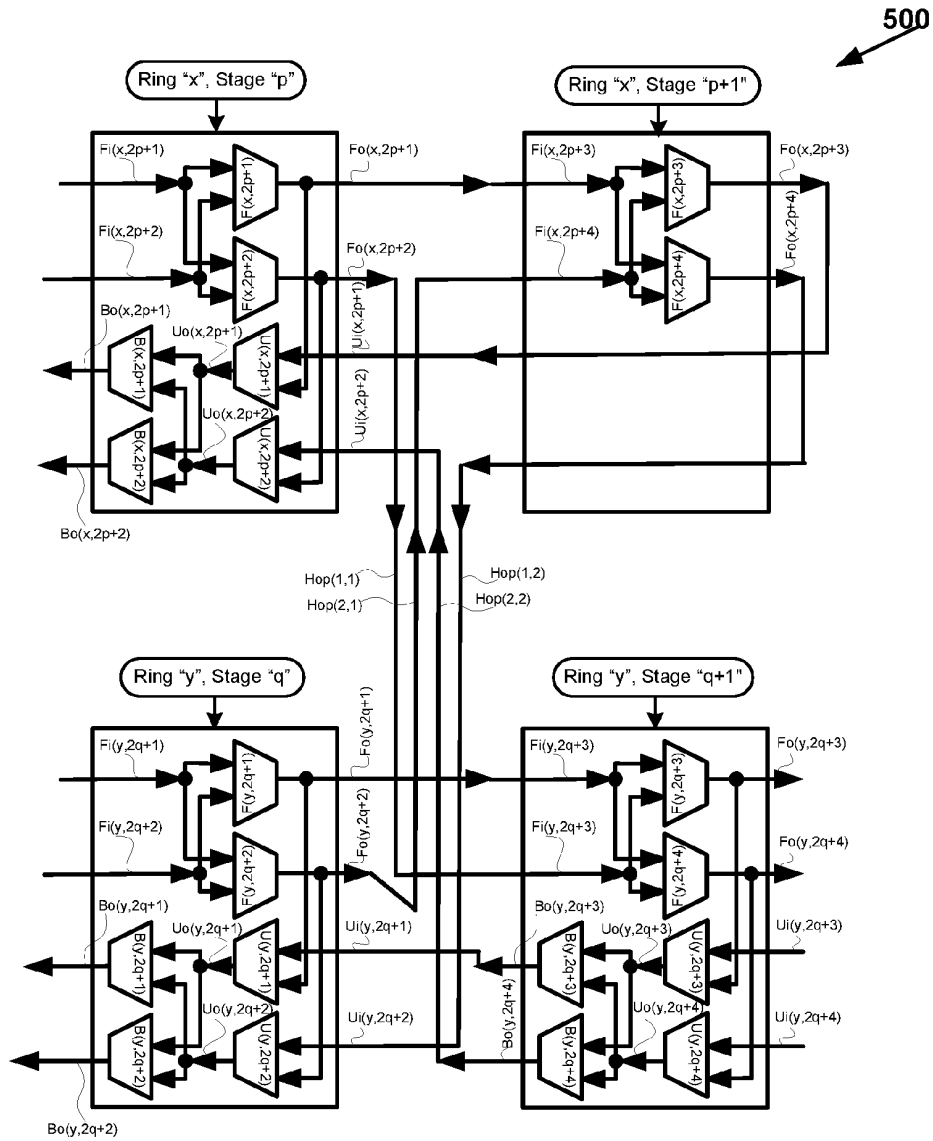 500
Ring “x”, Stage “p”
Ring “x”, Stage “p+1"
Fi(x,2p+1)
Fo(x,2p+1)
Fi(x,2p+3)
Fo(x,2p+3)
F(x,2p+1)
F(x,2p+3)
Fi(x,2p+2)
Fo(x,2p+2)
Fi(x,2p+4)
Fo(x,2p+4)
F(x,2p+2)
F(x,2p+4)
Bo(x,2p+1)
Uo(x,2p+1)
Ui(x,2p+1)
B(x,2p+1)
U(x,2p+1)
Ui(x,2p+2)
Uo(x,2p+2)
B(x,2p+2)
U(x,2p+2)
Bo(x,2p+2)
Hop(1,1)
Hop(1,2)
Hop(2,1)
Hop(2,2)
Ring “y”, Stage “q”
Ring “y”, Stage “q+1"
Fi(y,2q+1)
Fo(y,2q+1)
Fi(y,2q+3)
Fo(y,2q+3)
F(y,2q+1)
F(y,2q+3)
Fi(y,2q+2)
Fo(y,2q+2)
Fi(y,2q+3)
Fo(y,2q+4)
F(y,2q+2)
F(y,2q+4)
Bo(y,2q+1)
Uo(y,2q+1)
Ui(y,2q+1)
Bo(y,2q+3)
Uo(y,2q+3)
Ui(y,2q+3)
B(y,2q+1)
U(y,2q+1)
B(y,2q+3)
U(y,2q+3)
Uo(y,2q+2)
Ui(y,2q+2)
Bo(y,2q+4)
Uo(y,2q+4)
Ui(y,2q+4)
B(y,2q+2)
U(y,2q+2)
B(y,2q+4)
U(y,2q+4)
Bo(y,2q+2)